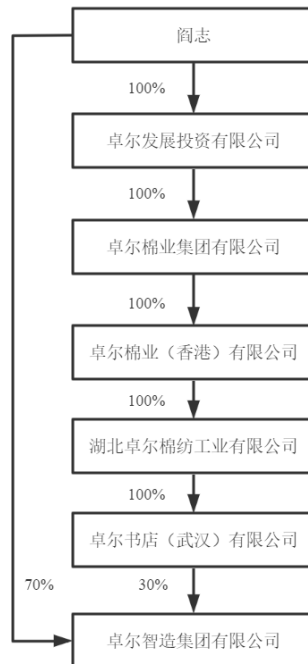 阎志
100%
卓尔发展投资有限公司
100%
卓尔棉业集团有限公司
100%
卓尔棉业（香港）有限公司
100%
湖北卓尔棉纺工业有限公司
100%
卓尔书店（武汉）有限公司
70%
30%
卓尔智造集团有限公司